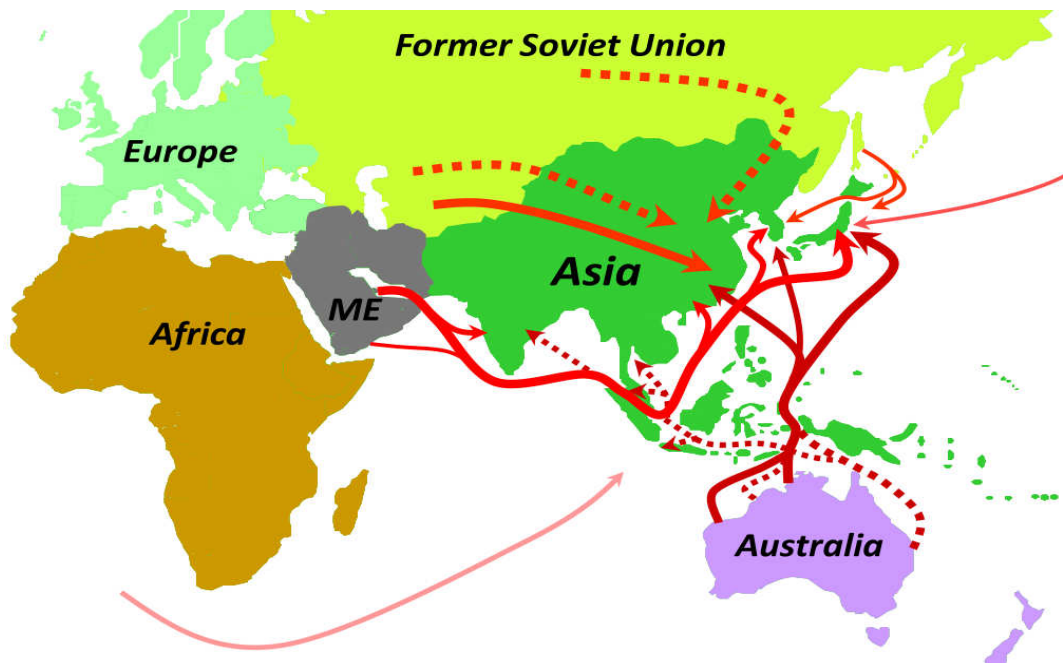 Former Soviet Union
Europe
Asia
ME
Africa
Australia